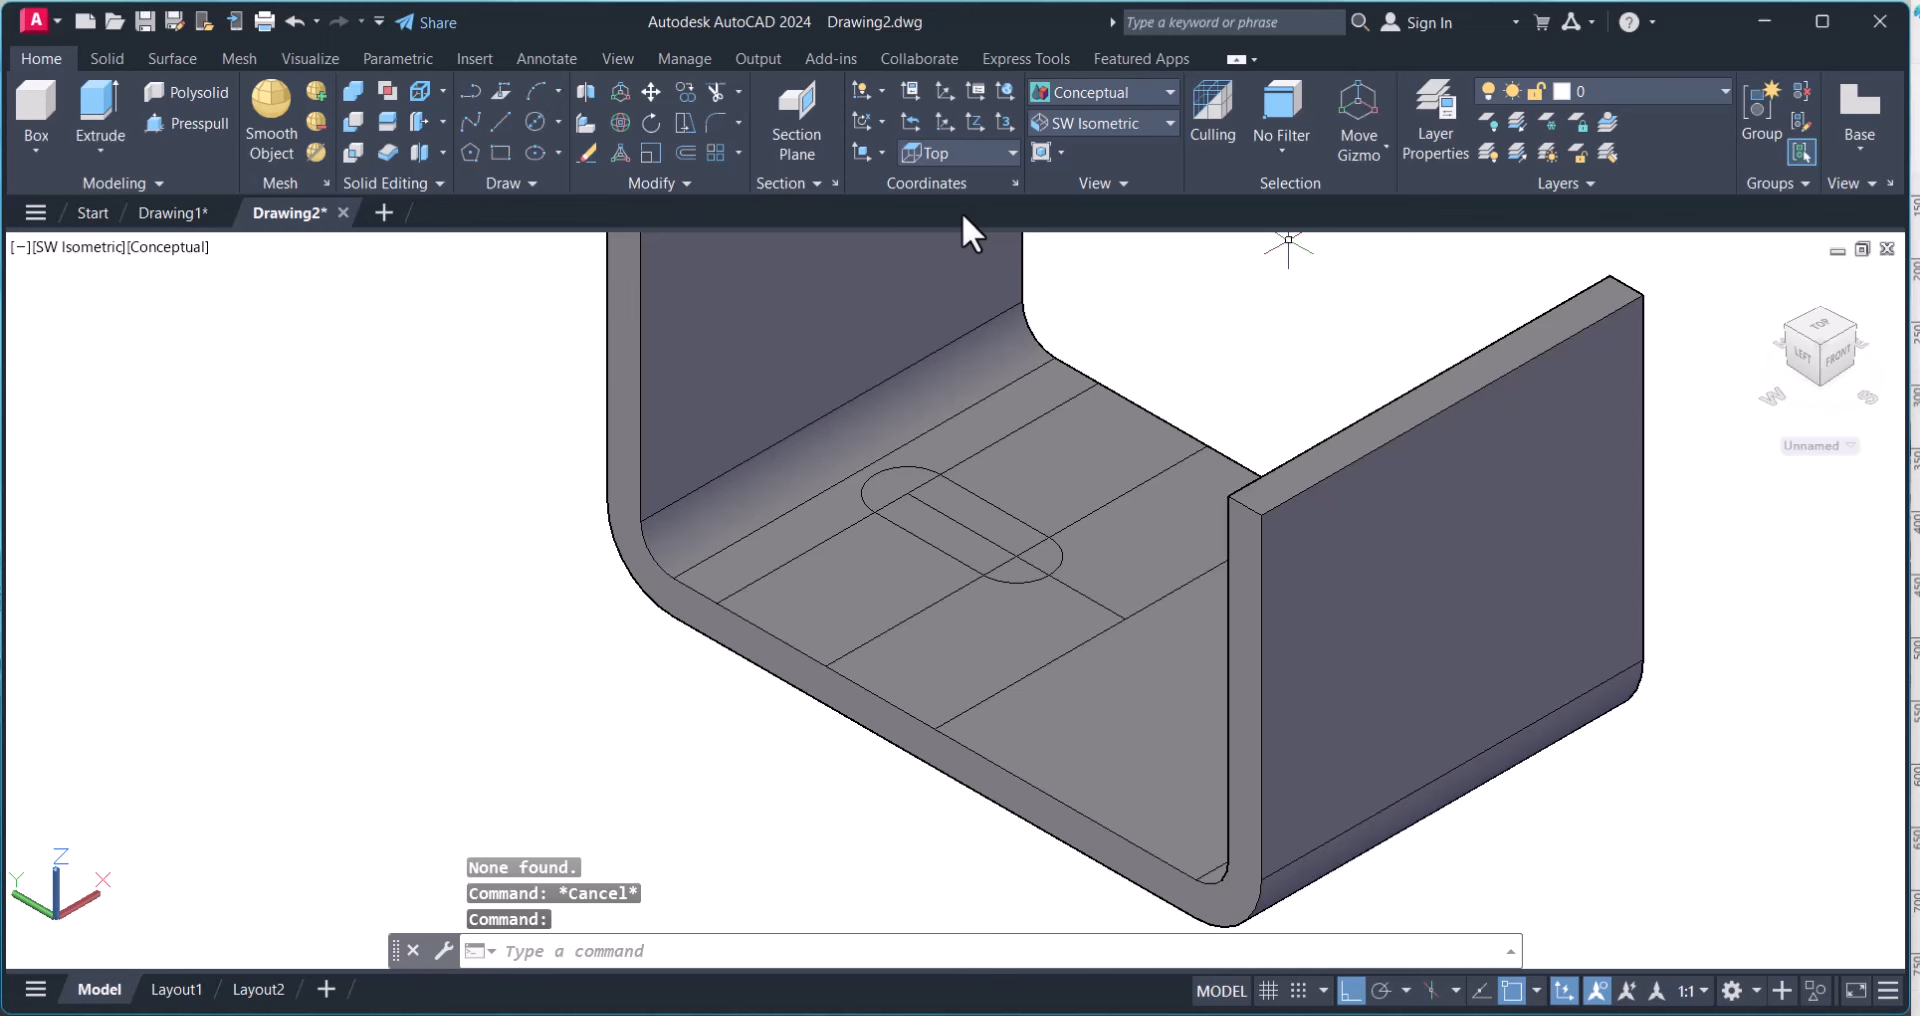 A Share Autodesk AutoCAD 2024 Drawing2.dwg Type a keyword or phrase Sign In
Home Solid Surface Mesh Visualize Parametric Insert Annotate View Manage Output Add-ins Collaborate Express Tools Featured Apps
Polysolid Conceptual 0
Presspull SW Isometric
Box Extrude Smooth Object Section Plane Top Culling No Filter Move Gizmo Layer Properties Group Base
Modeling Mesh Solid Editing Draw Modify Section Coordinates View Selection Layers Groups View
Start Drawing1* Drawing2*
[−][SW Isometric][Conceptual]
TOP
LEFT FRONT
W S
Unnamed
Z
Y X
None found.
Command: *Cancel*
Command:
Type a command
Model Layout1 Layout2 MODEL 1:1